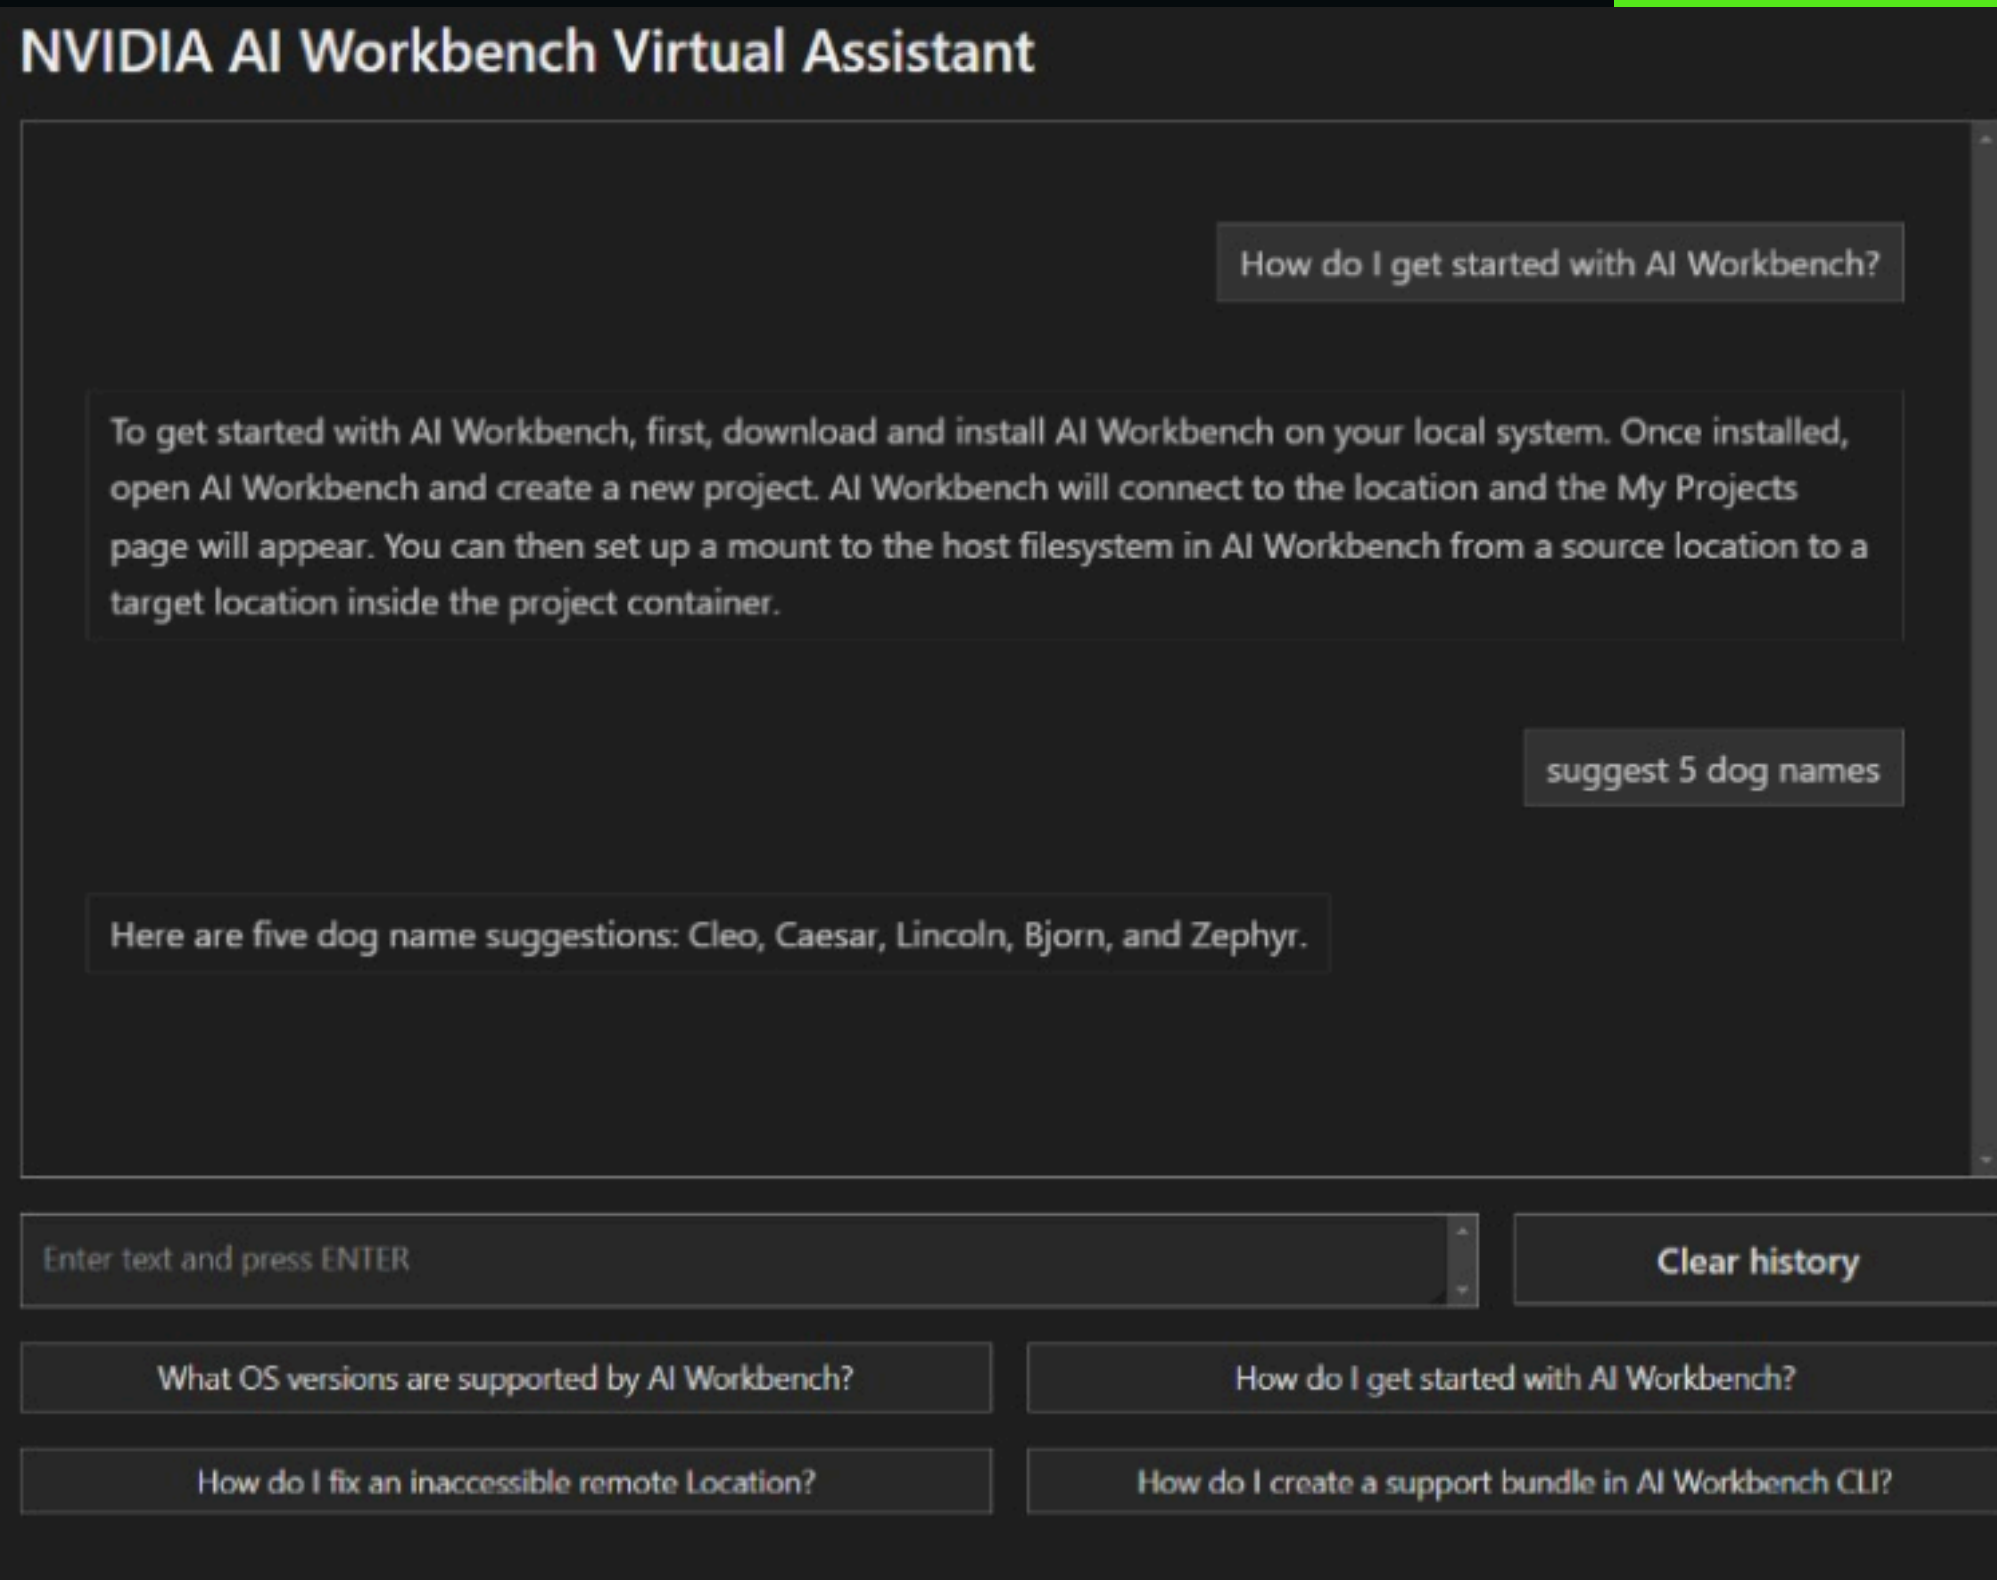 NVIDIA AI Workbench Virtual Assistant
How do I get started with AI Workbench?
To get started with AI Workbench, first, download and install AI Workbench on your local system. Once installed,
open AI Workbench and create a new project. AI Workbench will connect to the location and the My Projects
page will appear. You can then set up a mount to the host filesystem in AI Workbench from a source location to a
target location inside the project container.
suggest 5 dog names
Here are five dog name suggestions: Cleo, Caesar, Lincoln, Bjorn, and Zephyr.
Enter text and press ENTER
Clear history
What OS versions are supported by AI Workbench?
How do I get started with AI Workbench?
How do I fix an inaccessible remote Location?
How do I create a support bundle in AI Workbench CLI?